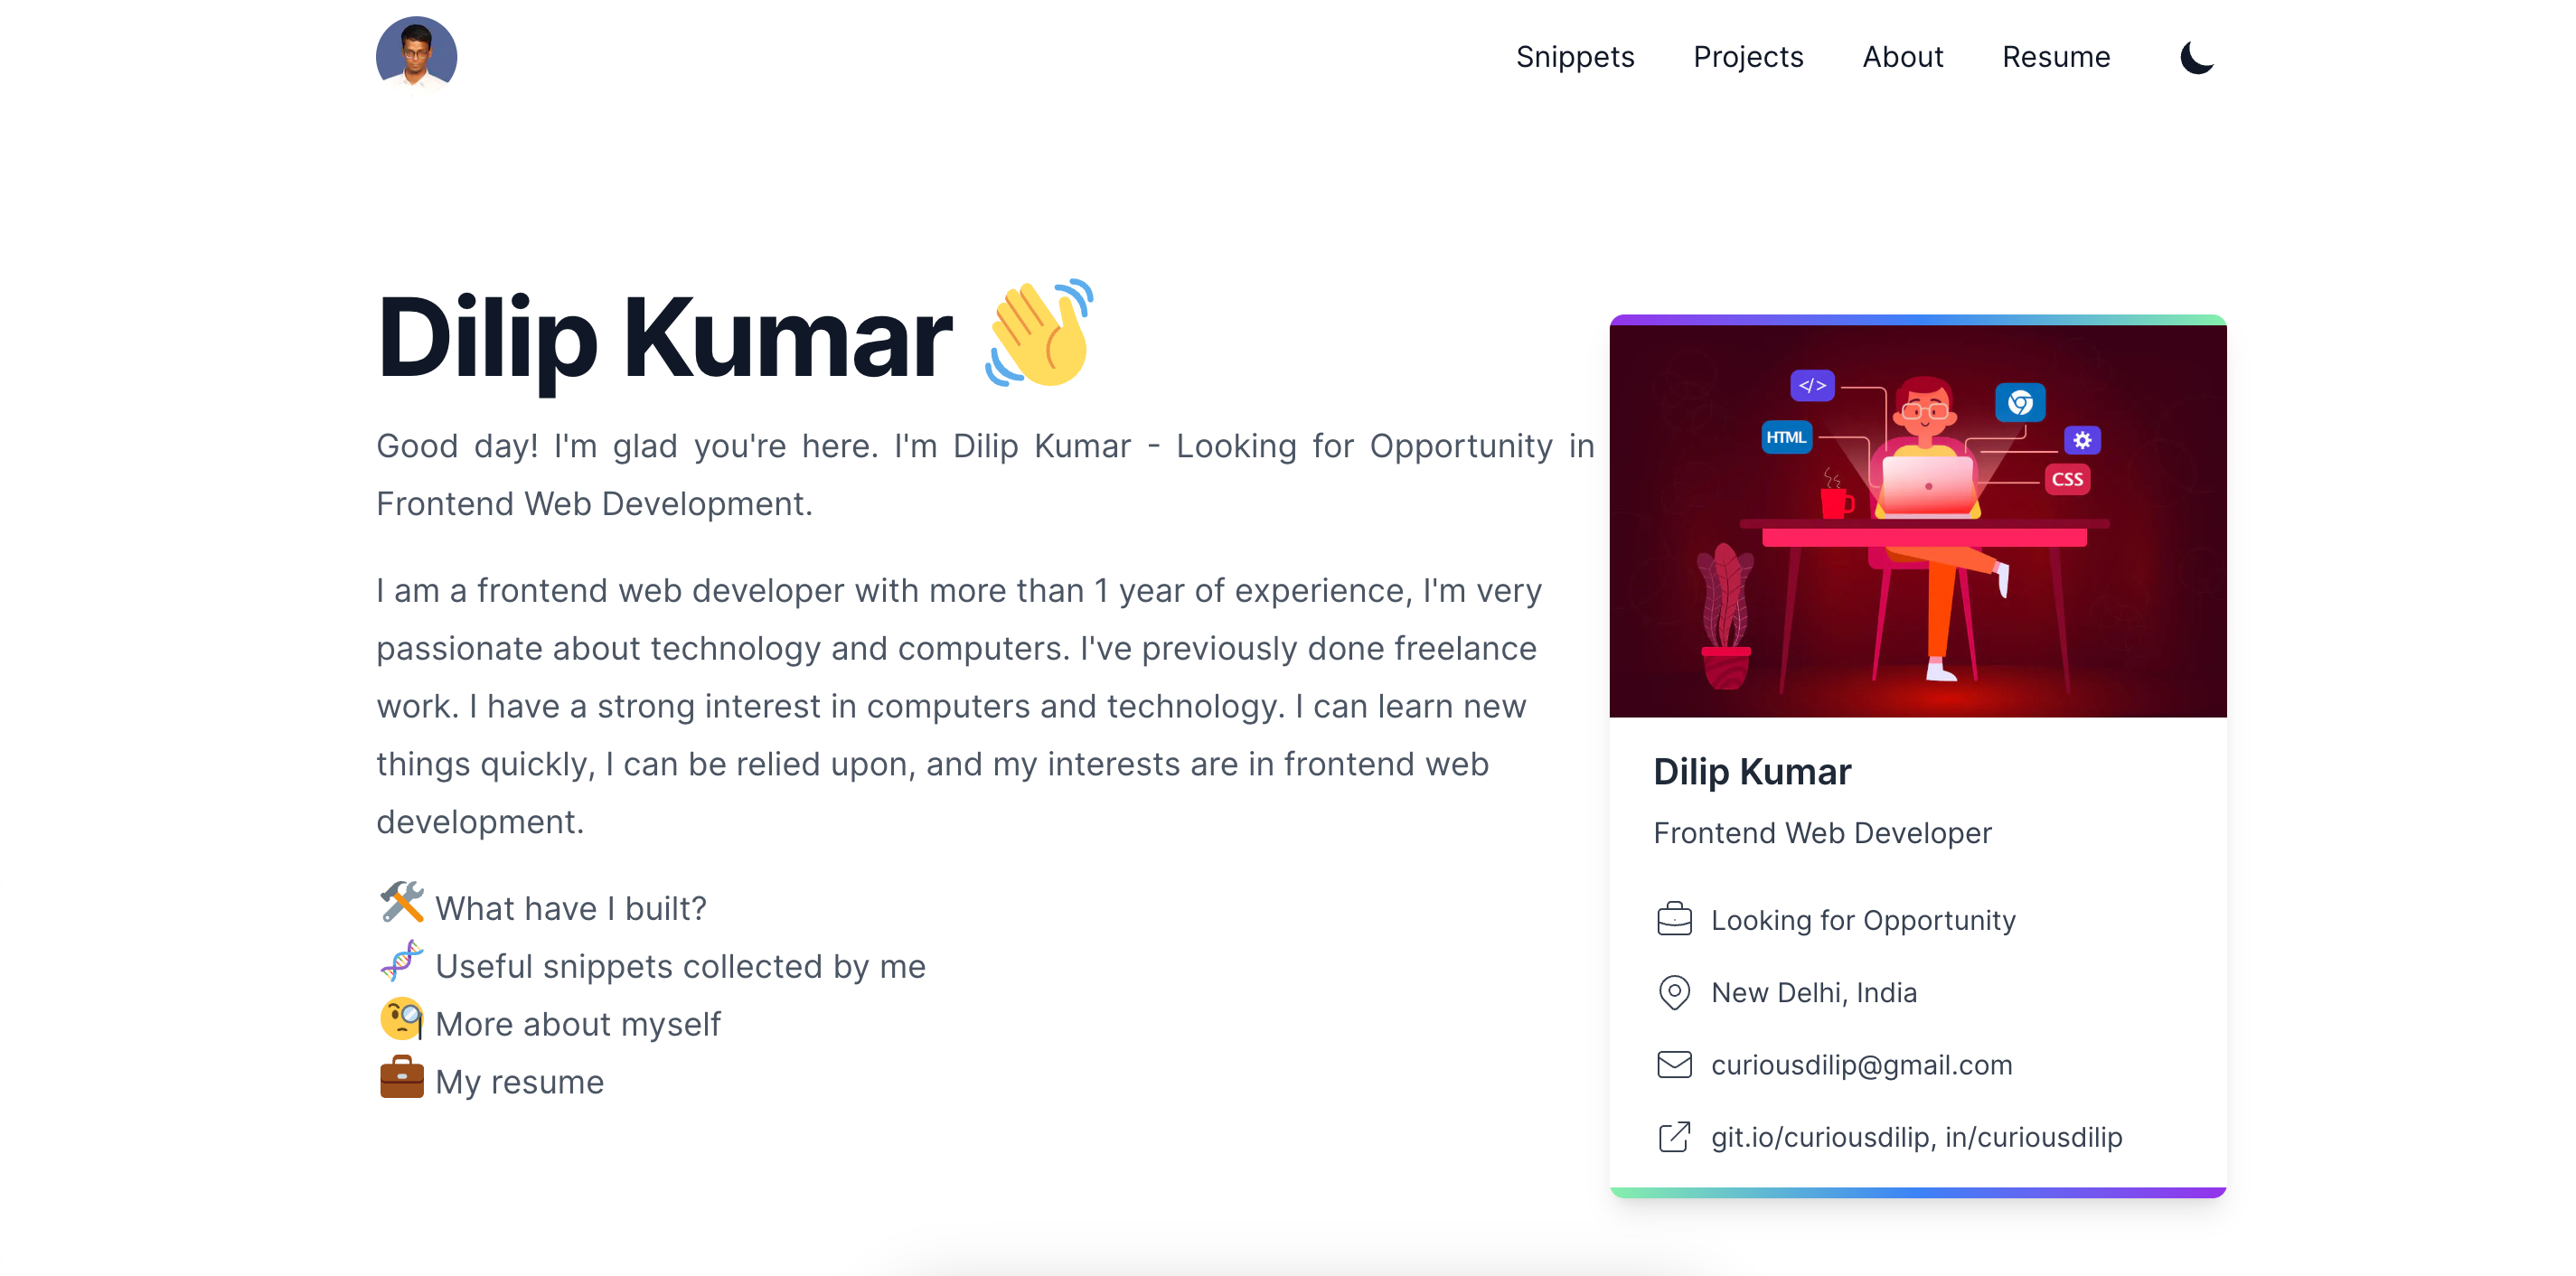 Snippets Projects About Resume
Dilip Kumar 👋
Good day! I'm glad you're here. I'm Dilip Kumar - Looking for Opportunity in
Frontend Web Development.
I am a frontend web developer with more than 1 year of experience, I'm very
passionate about technology and computers. I've previously done freelance
work. I have a strong interest in computers and technology. I can learn new
things quickly, I can be relied upon, and my interests are in frontend web
development.
🛠 What have I built?
🧬 Useful snippets collected by me
🧐 More about myself
💼 My resume
</>
HTML
CSS
Dilip Kumar
Frontend Web Developer
Looking for Opportunity
New Delhi, India
curiousdilip@gmail.com
git.io/curiousdilip, in/curiousdilip